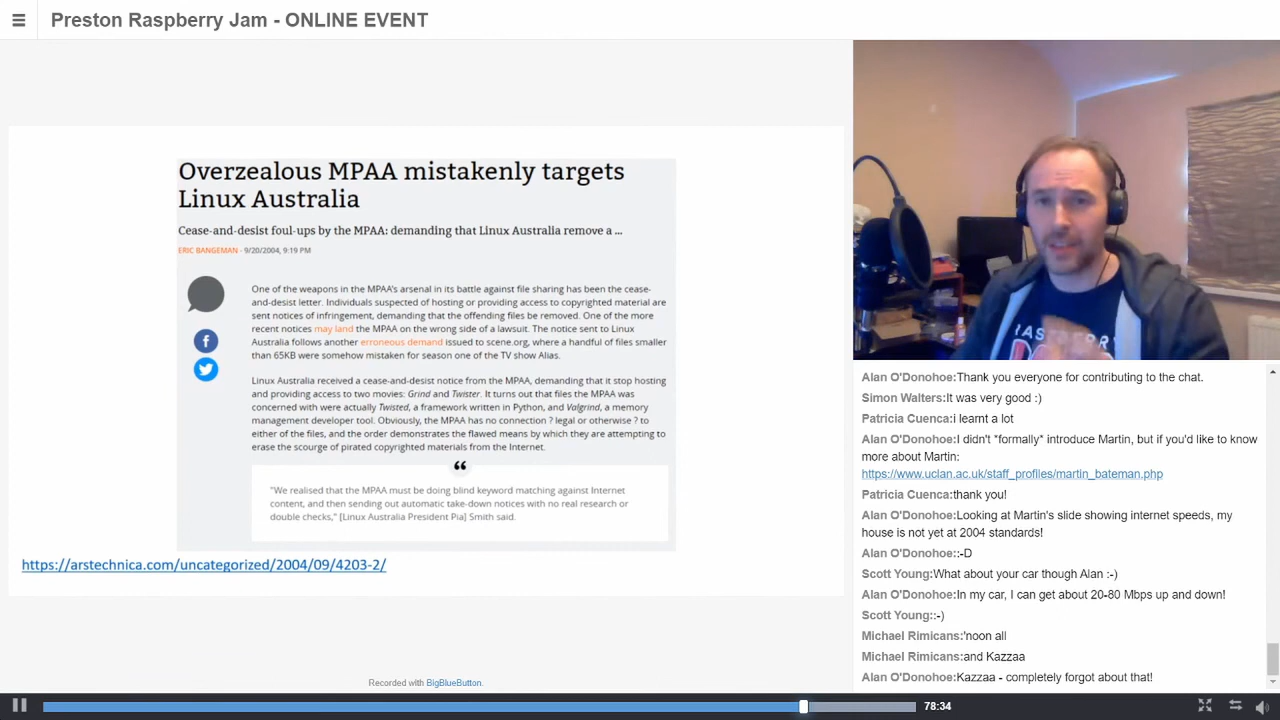 Preston Raspberry Jam - ONLINE EVENT
Overzealous MPAA mistakenly targets
Linux Australia
Cease-and-desist foul-ups by the MPAA: demanding that Linux Australia remove a ...
ERIC BANGEMAN - 9/20/2004, 9:19 PM
One of the weapons in the MPAA's arsenal in its battle against file sharing has been the cease-
and-desist letter. Individuals suspected of hosting or providing access to copyrighted material are
sent notices of infringement, demanding that the offending files be removed. One of the more
recent notices may land the MPAA on the wrong side of a lawsuit. The notice sent to Linux
Australia follows another erroneous demand issued to scene.org, where a handful of files smaller
than 65KB were somehow mistaken for season one of the TV show Alias.
Linux Australia received a cease-and-desist notice from the MPAA, demanding that it stop hosting
and providing access to two movies: Grind and Twister. It turns out that files the MPAA was
concerned with were actually Twisted, a framework written in Python, and Valgrind, a memory
management developer tool. Obviously, the MPAA has no connection ? legal or otherwise ? to
either of the files, and the order demonstrates the flawed means by which they are attempting to
erase the scourge of pirated copyrighted materials from the Internet.
"We realised that the MPAA must be doing blind keyword matching against Internet
content, and then sending out automatic take-down notices with no real research or
double checks," [Linux Australia President Pia] Smith said.
https://arstechnica.com/uncategorized/2004/09/4203-2/
RASPBERRY
Alan O'Donohoe:Thank you everyone for contributing to the chat.
Simon Walters:It was very good :)
Patricia Cuenca:i learnt a lot
Alan O'Donohoe:I didn't *formally* introduce Martin, but if you'd like to know
more about Martin:
https://www.uclan.ac.uk/staff_profiles/martin_bateman.php
Patricia Cuenca:thank you!
Alan O'Donohoe:Looking at Martin's slide showing internet speeds, my
house is not yet at 2004 standards!
Alan O'Donohoe::-D
Scott Young:What about your car though Alan :-)
Alan O'Donohoe:In my car, I can get about 20-80 Mbps up and down!
Scott Young::-)
Michael Rimicans:'noon all
Michael Rimicans:and Kazzaa
Alan O'Donohoe:Kazzaa - completely forgot about that!
Recorded with BigBlueButton.
78:34